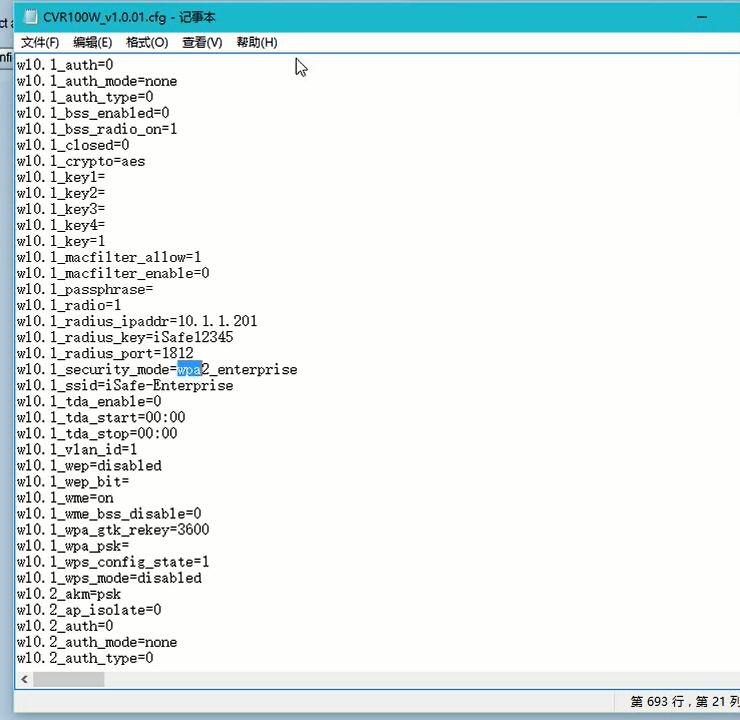 CVR100W_v1.0.01.cfg - 记事本
文件(F) 编辑(E) 格式(O) 查看(V) 帮助(H)
wl0.1_auth=0
wl0.1_auth_mode=none
wl0.1_auth_type=0
wl0.1_bss_enabled=0
wl0.1_bss_radio_on=1
wl0.1_closed=0
wl0.1_crypto=aes
wl0.1_key1=
wl0.1_key2=
wl0.1_key3=
wl0.1_key4=
wl0.1_key=1
wl0.1_macfilter_allow=1
wl0.1_macfilter_enable=0
wl0.1_passphrase=
wl0.1_radio=1
wl0.1_radius_ipaddr=10.1.1.201
wl0.1_radius_key=iSafe12345
wl0.1_radius_port=1812
wl0.1_security_mode=wpa2_enterprise
wl0.1_ssid=iSafe-Enterprise
wl0.1_tda_enable=0
wl0.1_tda_start=00:00
wl0.1_tda_stop=00:00
wl0.1_vlan_id=1
wl0.1_wep=disabled
wl0.1_wep_bit=
wl0.1_wme=on
wl0.1_wme_bss_disable=0
wl0.1_wpa_gtk_rekey=3600
wl0.1_wpa_psk=
wl0.1_wps_config_state=1
wl0.1_wps_mode=disabled
wl0.2_akm=psk
wl0.2_ap_isolate=0
wl0.2_auth=0
wl0.2_auth_mode=none
wl0.2_auth_type=0
第 693 行，第 21 列